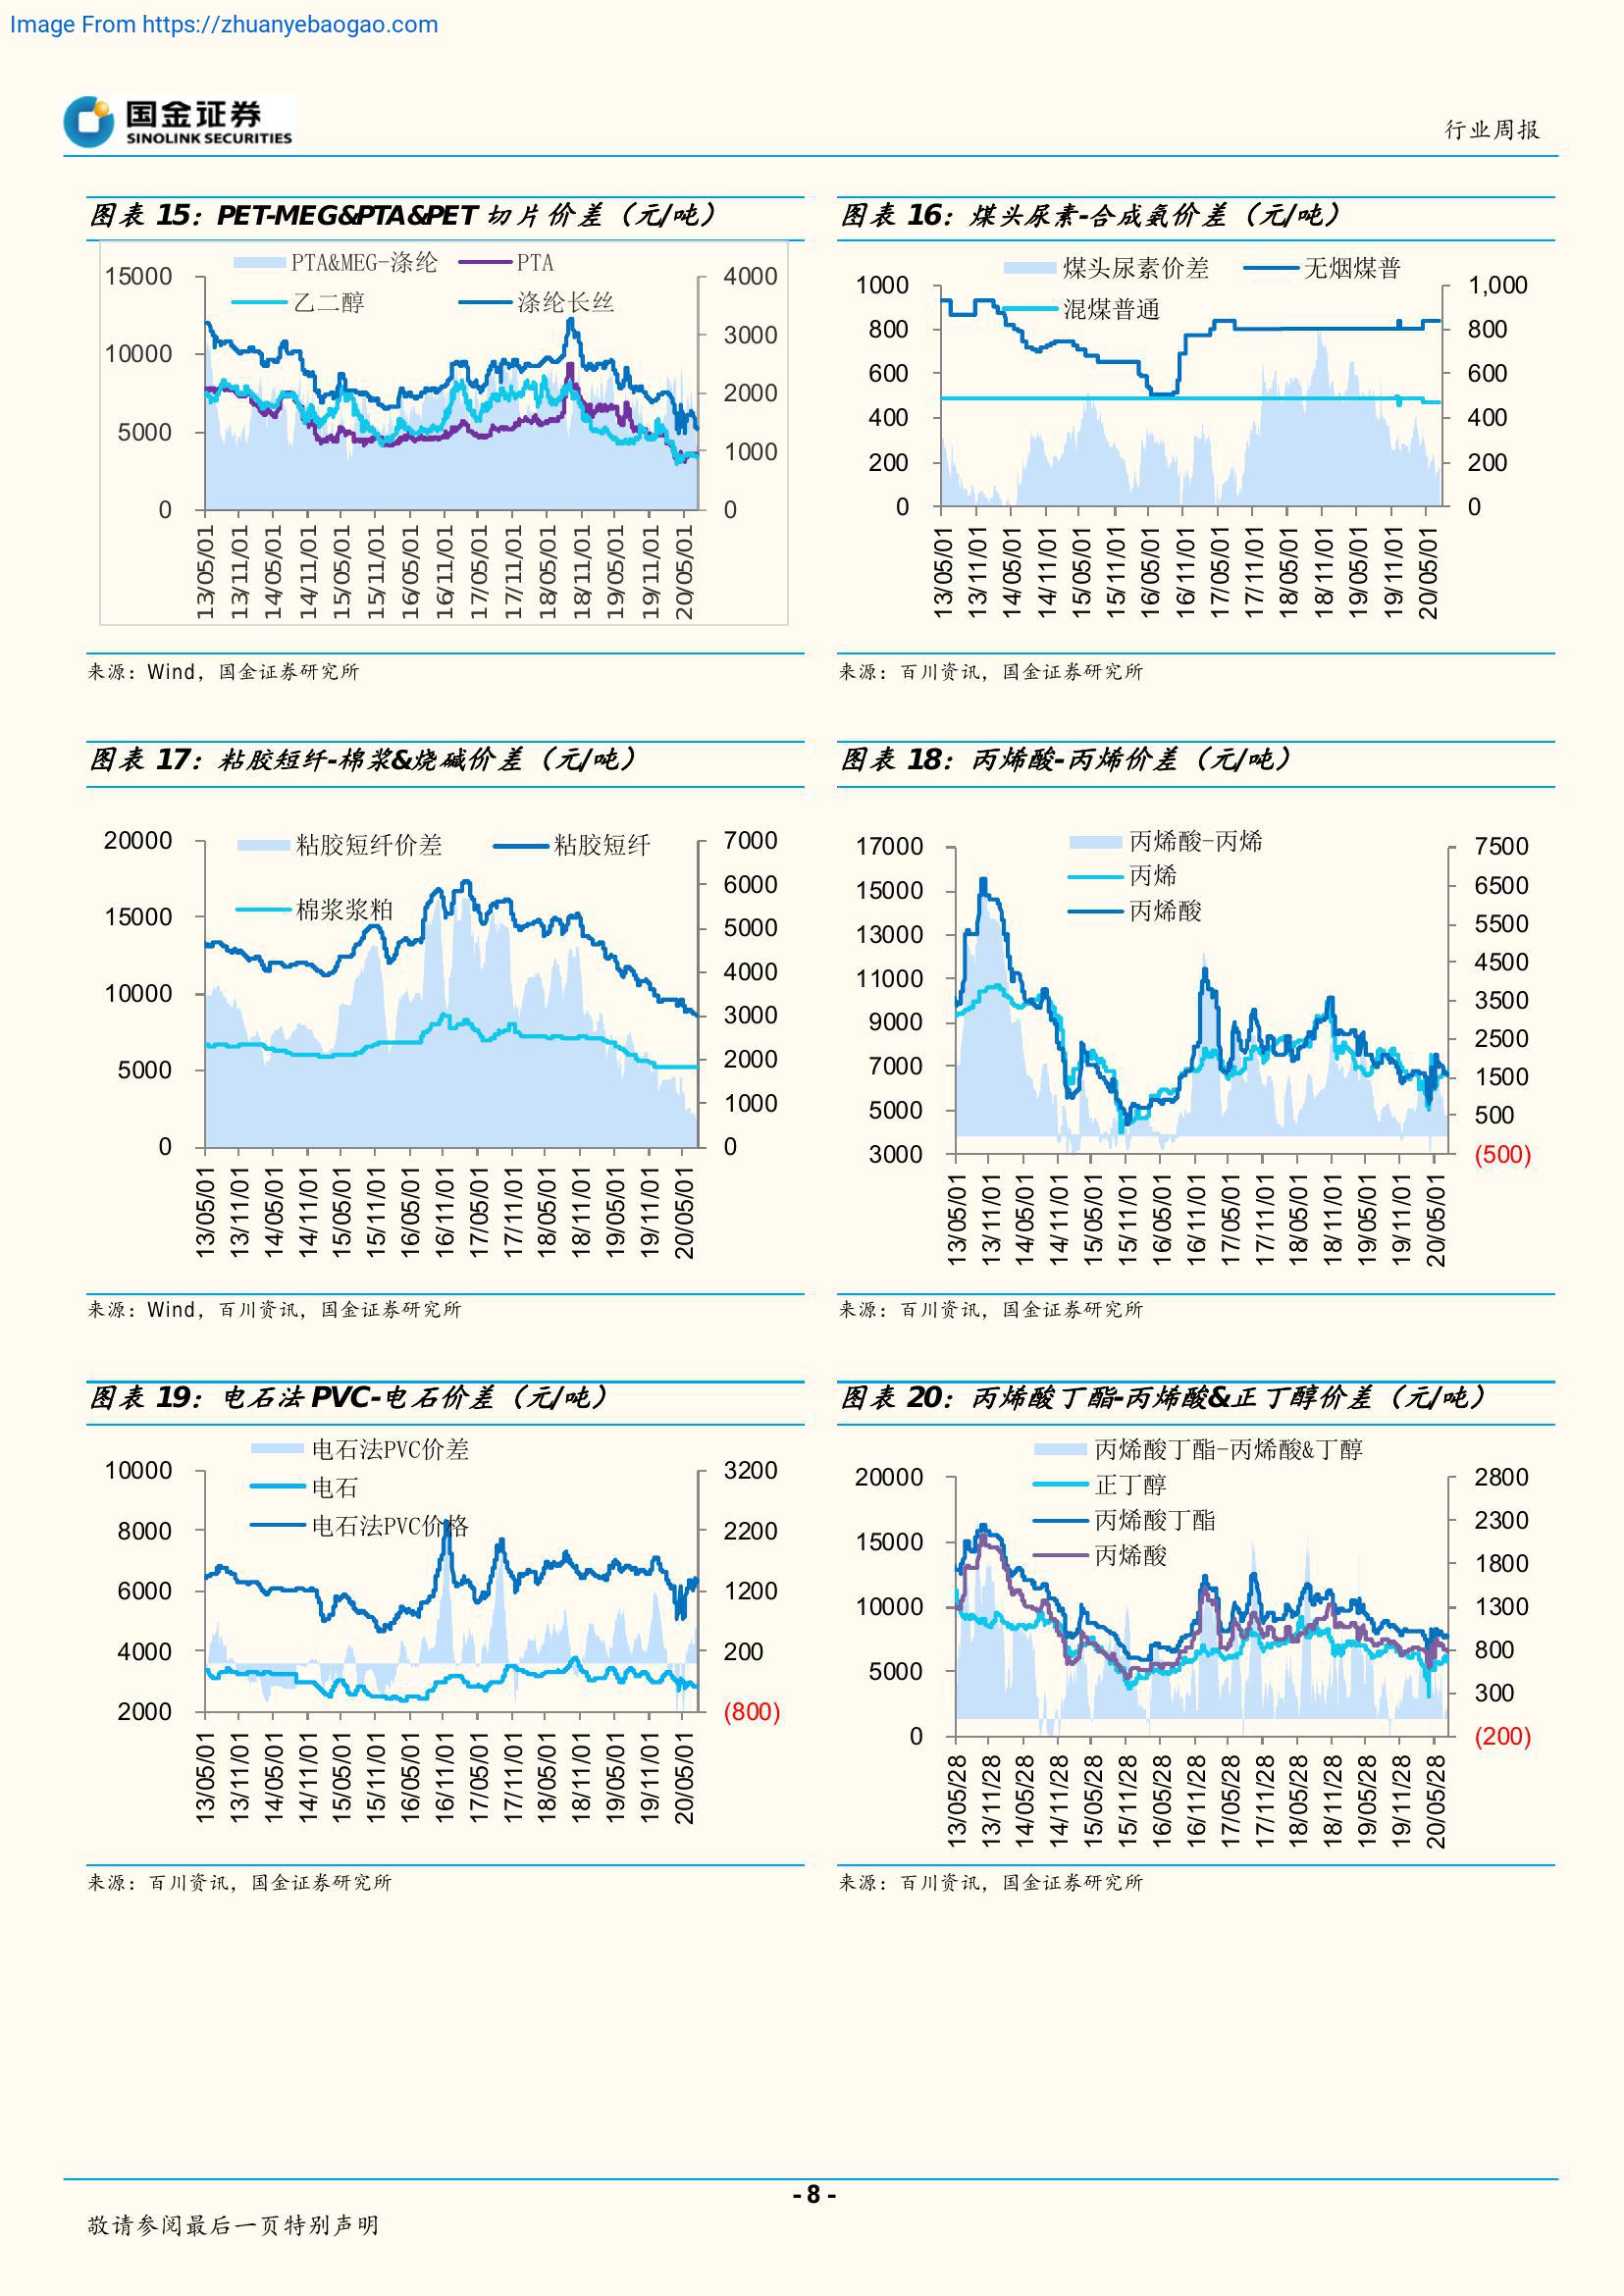 Image From https://zhuanyebaogao.com
国金证券
SINOLINK SECURITIES
行业周报
图表 15：PET-MEG&PTA&PET 切片价差（元/吨）
PTA&MEG-涤纶 PTA
乙二醇 涤纶长丝
15000
10000
5000
0
4000
3000
2000
1000
0
13/05/01 13/11/01 14/05/01 14/11/01 15/05/01 15/11/01 16/05/01 16/11/01 17/05/01 17/11/01 18/05/01 18/11/01 19/05/01 19/11/01 20/05/01
来源：Wind，国金证券研究所
图表 16：煤头尿素-合成氨价差（元/吨）
煤头尿素价差 无烟煤普
混煤普通
1000
800
600
400
200
0
1,000
800
600
400
200
0
13/05/01 13/11/01 14/05/01 14/11/01 15/05/01 15/11/01 16/05/01 16/11/01 17/05/01 17/11/01 18/05/01 18/11/01 19/05/01 19/11/01 20/05/01
来源：百川资讯，国金证券研究所
图表 17：粘胶短纤-棉浆&烧碱价差（元/吨）
粘胶短纤价差 粘胶短纤
棉浆浆粕
20000
15000
10000
5000
0
7000
6000
5000
4000
3000
2000
1000
0
13/05/01 13/11/01 14/05/01 14/11/01 15/05/01 15/11/01 16/05/01 16/11/01 17/05/01 17/11/01 18/05/01 18/11/01 19/05/01 19/11/01 20/05/01
来源：Wind，百川资讯，国金证券研究所
图表 18：丙烯酸-丙烯价差（元/吨）
丙烯酸-丙烯
丙烯
丙烯酸
17000
15000
13000
11000
9000
7000
5000
3000
7500
6500
5500
4500
3500
2500
1500
500
(500)
13/05/01 13/11/01 14/05/01 14/11/01 15/05/01 15/11/01 16/05/01 16/11/01 17/05/01 17/11/01 18/05/01 18/11/01 19/05/01 19/11/01 20/05/01
来源：百川资讯，国金证券研究所
图表 19：电石法 PVC-电石价差（元/吨）
电石法PVC价差
电石
电石法PVC价格
10000
8000
6000
4000
2000
3200
2200
1200
200
(800)
13/05/01 13/11/01 14/05/01 14/11/01 15/05/01 15/11/01 16/05/01 16/11/01 17/05/01 17/11/01 18/05/01 18/11/01 19/05/01 19/11/01 20/05/01
来源：百川资讯，国金证券研究所
图表 20：丙烯酸丁酯-丙烯酸&正丁醇价差（元/吨）
丙烯酸丁酯-丙烯酸&丁醇
正丁醇
丙烯酸丁酯
丙烯酸
20000
15000
10000
5000
0
2800
2300
1800
1300
800
300
(200)
13/05/28 13/11/28 14/05/28 14/11/28 15/05/28 15/11/28 16/05/28 16/11/28 17/05/28 17/11/28 18/05/28 18/11/28 19/05/28 19/11/28 20/05/28
来源：百川资讯，国金证券研究所
- 8 -
敬请参阅最后一页特别声明